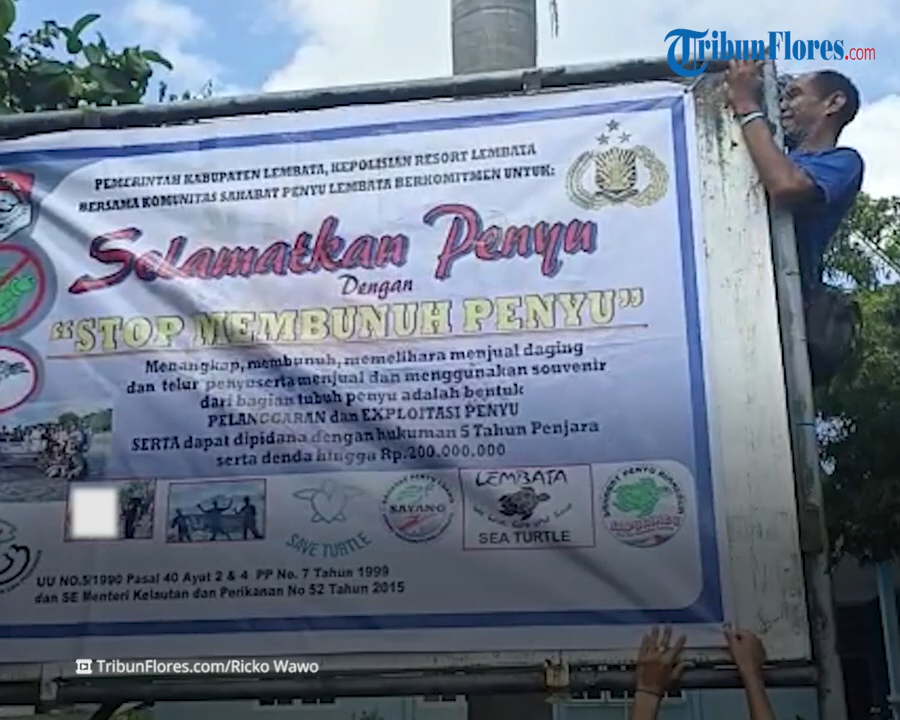 TribunFlores.com
PEMERINTAH KABUPATEN LEMBATA, KEPOLISIAN RESORT LEMBATA
BERSAMA KOMUNITAS SAHABAT PENYU LEMBATA BERKOMITMEN UNTUK:
Selamatkan Penyu
Dengan
"STOP MEMBUNUH PENYU"
Menangkap, membunuh, memelihara menjual daging
dan telur penyu serta menjual dan menggunakan souvenir
dari bagian tubuh penyu adalah bentuk
PELANGGARAN dan EXPLOITASI PENYU
SERTA dapat dipidana dengan hukuman 5 Tahun Penjara
serta denda hingga Rp.200.000.000
SAVE TURTLE
SAYANG
LEMBATA
SEA TURTLE
UU NO.5/1990 Pasal 40 Ayat 2 & 4 PP No. 7 Tahun 1999
dan SE Menteri Kelautan dan Perikanan No 52 Tahun 2015
TribunFlores.com/Ricko Wawo